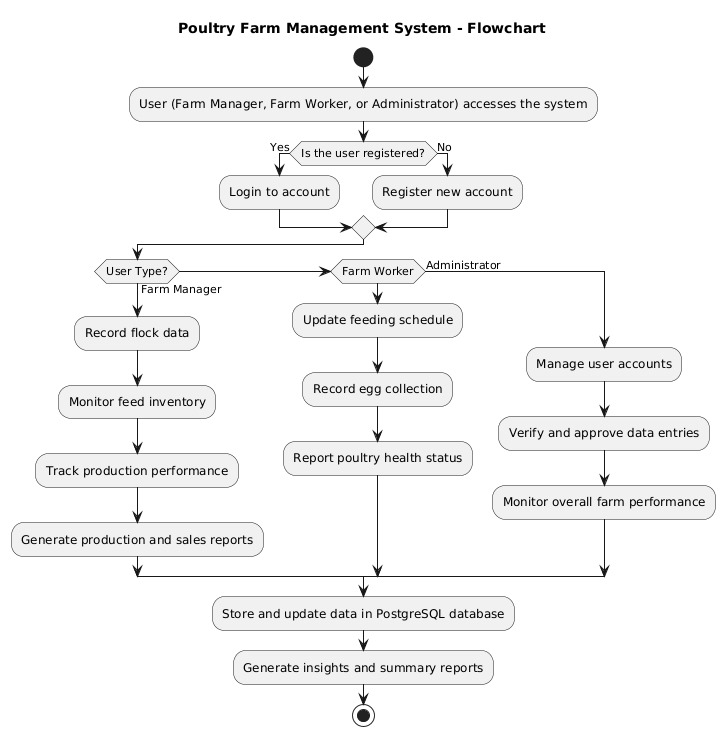 Poultry Farm Management System - Flowchart
User (Farm Manager, Farm Worker, or Administrator) accesses the system
Is the user registered?
Yes
No
Login to account
Register new account
User Type?
Farm Manager
Farm Worker
Administrator
Record flock data
Monitor feed inventory
Track production performance
Generate production and sales reports
Update feeding schedule
Record egg collection
Report poultry health status
Manage user accounts
Verify and approve data entries
Monitor overall farm performance
Store and update data in PostgreSQL database
Generate insights and summary reports